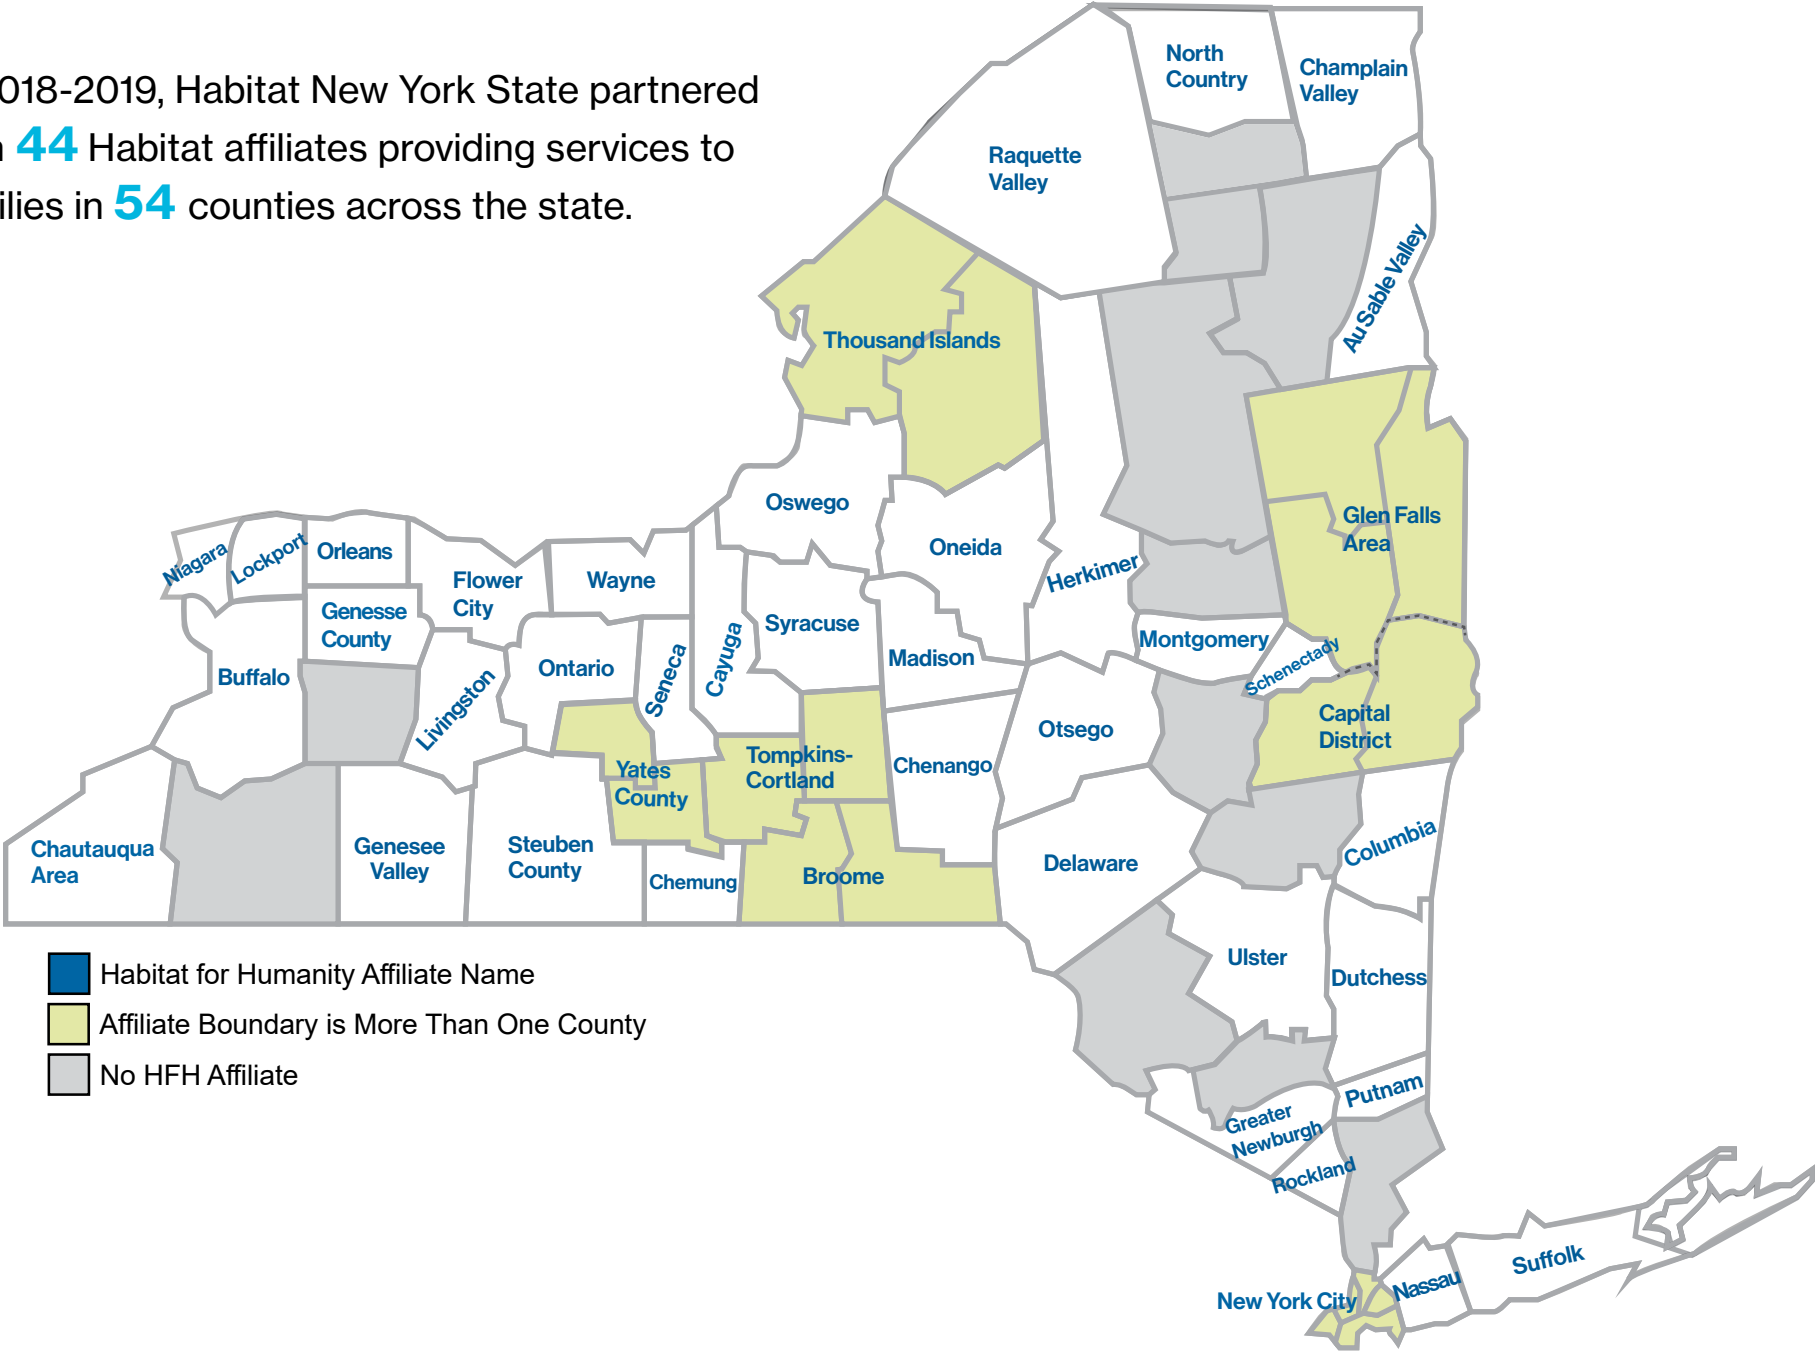 018-2019, Habitat New York State partnered
44 Habitat affiliates providing services to
ilies in 54 counties across the state.
North
Country
Champlain
Valley
Raquette
Valley
Au Sable Valley
Thousand Islands
Oswego
Oneida
Herkimer
Glen Falls
Area
Niagara
Lockport
Orleans
Flower
City
Wayne
Genesse
County
Syracuse
Cayuga
Seneca
Ontario
Madison
Montgomery
Schenectady
Buffalo
Livingston
Otsego
Capital
District
Yates
County
Tompkins-
Cortland
Chenango
Chautauqua
Area
Genesee
Valley
Steuben
County
Chemung
Broome
Delaware
Columbia
Ulster
Dutchess
Habitat for Humanity Affiliate Name
Affiliate Boundary is More Than One County
No HFH Affiliate
Putnam
Greater
Newburgh
Rockland
Suffolk
Nassau
New York City